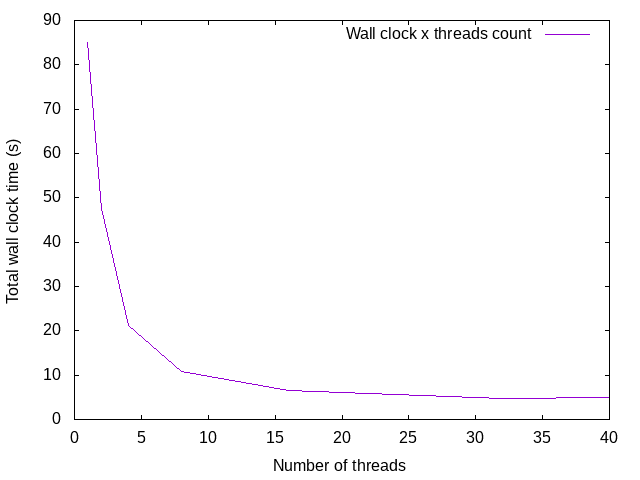 Wall clock x threads count
90
80
70
60
50
40
30
20
10
0
Total wall clock time (s)
0 5 10 15 20 25 30 35 40
Number of threads